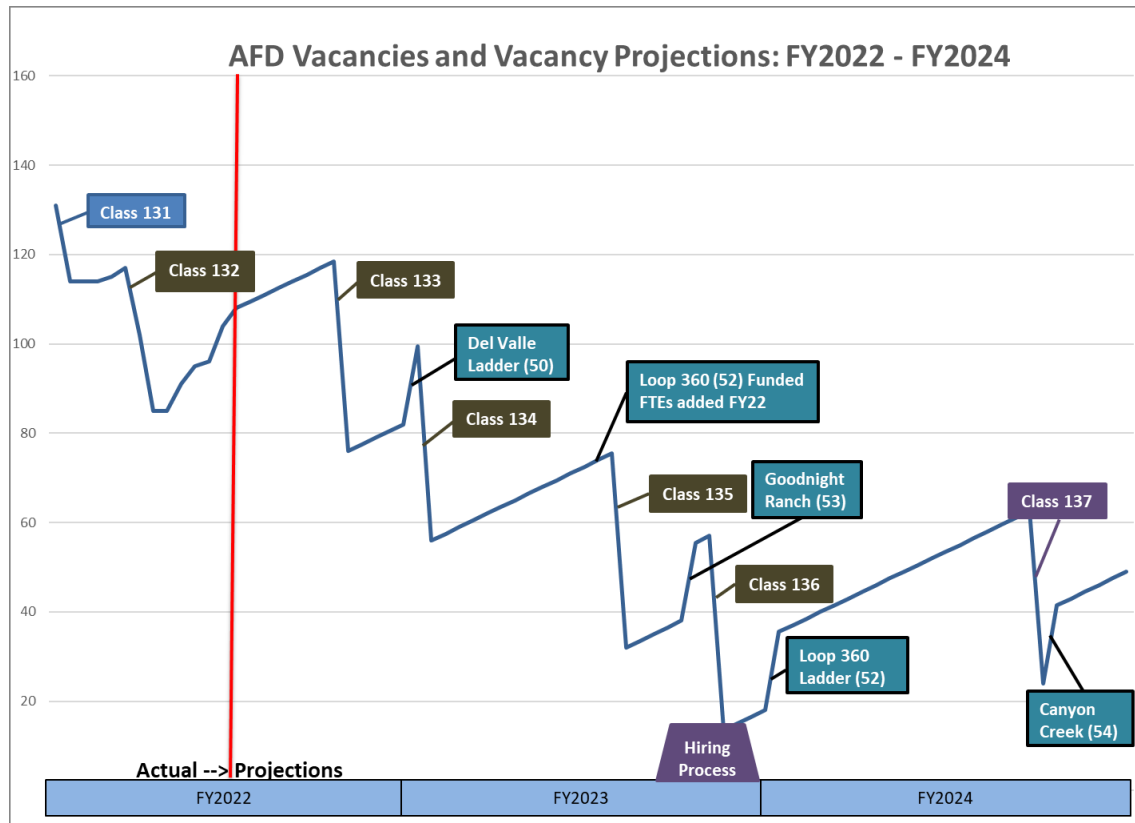 AFD Vacancies and Vacancy Projections: FY2022 - FY2024
160
140
120
100
80
60
40
20
Class 131
Class 132
Class 133
Del Valle
Ladder (50)
Class 134
Loop 360 (52) Funded
FTEs added FY22
Class 135
Goodnight
Ranch (53)
Class 136
Loop 360
Ladder (52)
Class 137
Canyon
Creek (54)
Hiring
Process
Actual --> Projections
FY2022
FY2023
FY2024